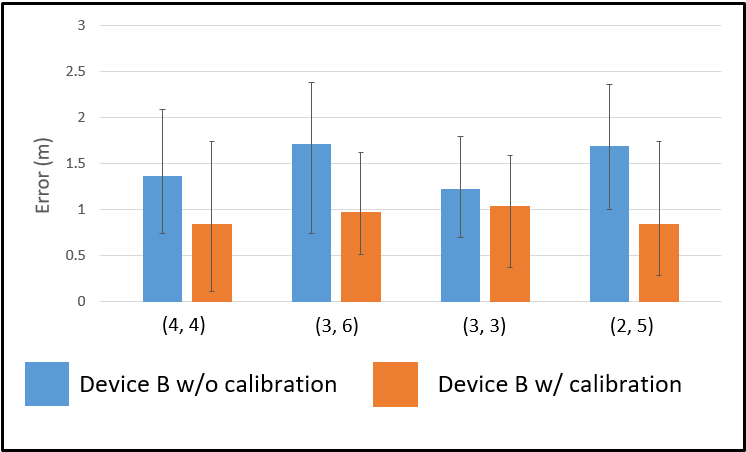 3
2.5
2
1.5
1
0.5
0
Error (m)
(4, 4) (3, 6) (3, 3) (2, 5)
Device B w/o calibration Device B w/ calibration